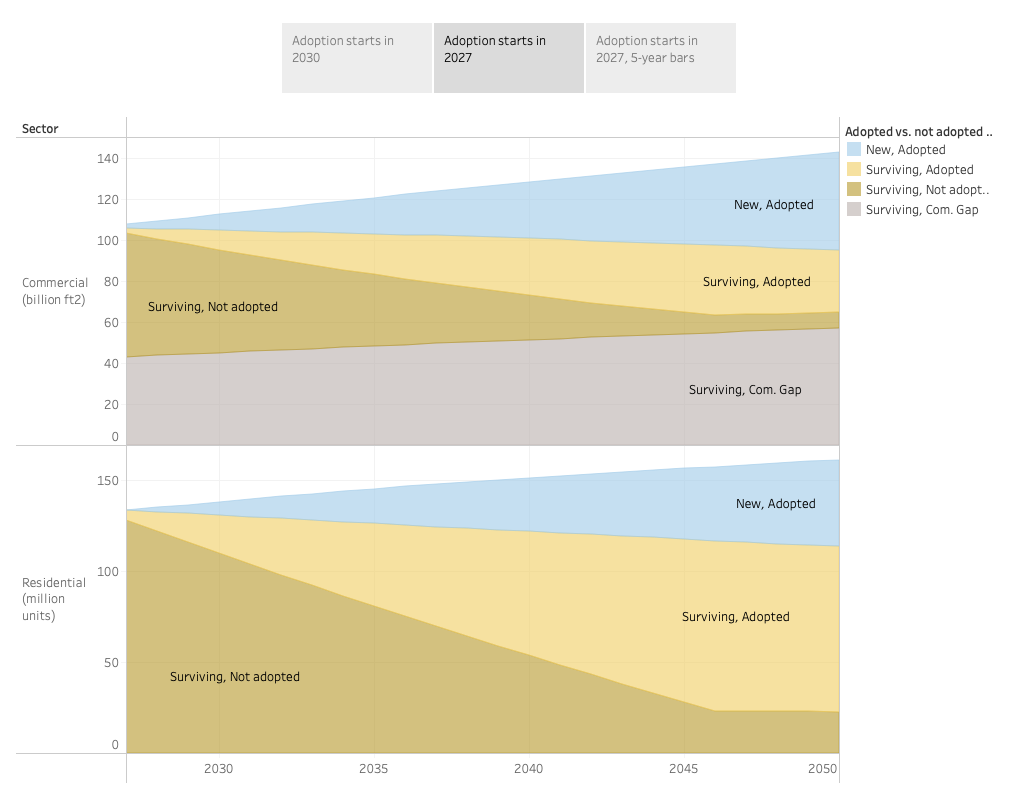 Adoption starts in
2030
Adoption starts in
2027
Adoption starts in
2027, 5-year bars
Sector
Adopted vs. not adopted ..
New, Adopted
Surviving, Adopted
Surviving, Not adopt..
Surviving, Com. Gap
Commercial
(billion ft2)
140
120
100
80
60
40
20
0
New, Adopted
Surviving, Adopted
Surviving, Not adopted
Surviving, Com. Gap
Residential
(million
units)
150
100
50
0
New, Adopted
Surviving, Adopted
Surviving, Not adopted
2030
2035
2040
2045
2050